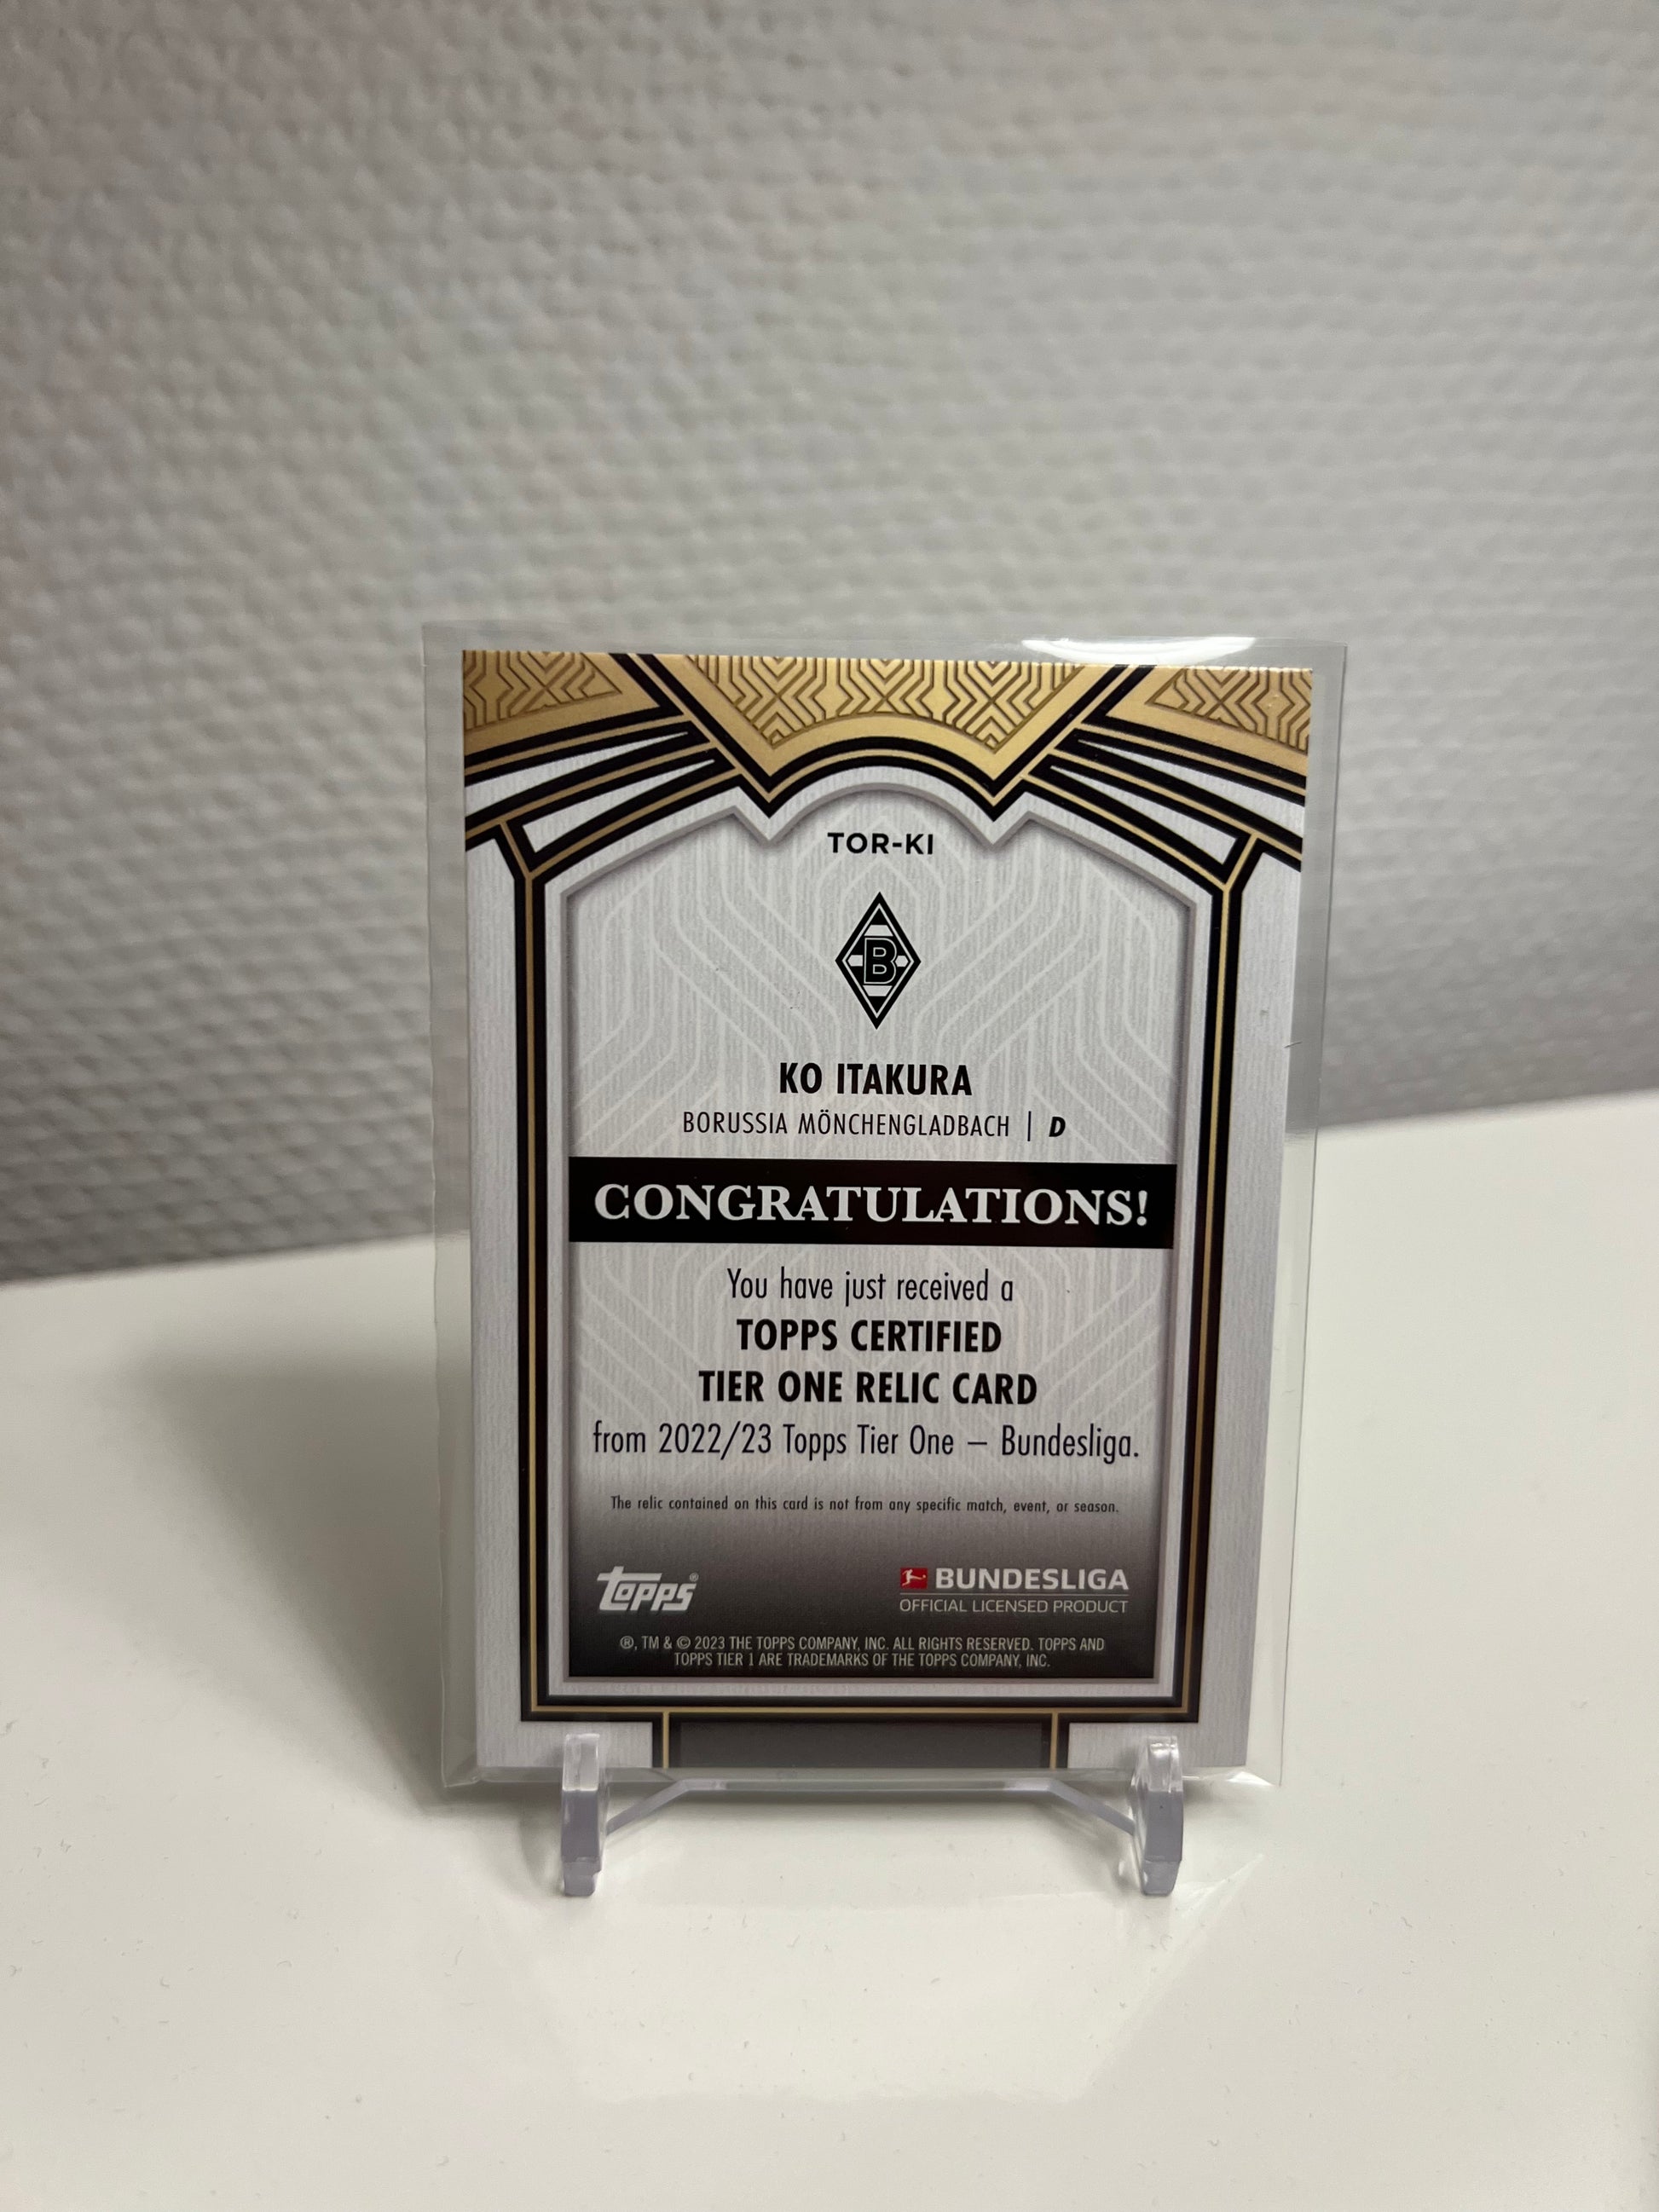 TOR-KI
B
KO ITAKURA
BORUSSIA MÖNCHENGLADBACH | D
CONGRATULATIONS!
You have just received a
TOPPS CERTIFIED
TIER ONE RELIC CARD
from 2022/23 Topps Tier One – Bundesliga.
The relic contained on this card is not from any specific match, event, or season.
topps®
BUNDESLIGA
OFFICIAL LICENSED PRODUCT
®, TM & © 2023 THE TOPPS COMPANY, INC. ALL RIGHTS RESERVED. TOPPS AND
TOPPS TIER 1 ARE TRADEMARKS OF THE TOPPS COMPANY, INC.